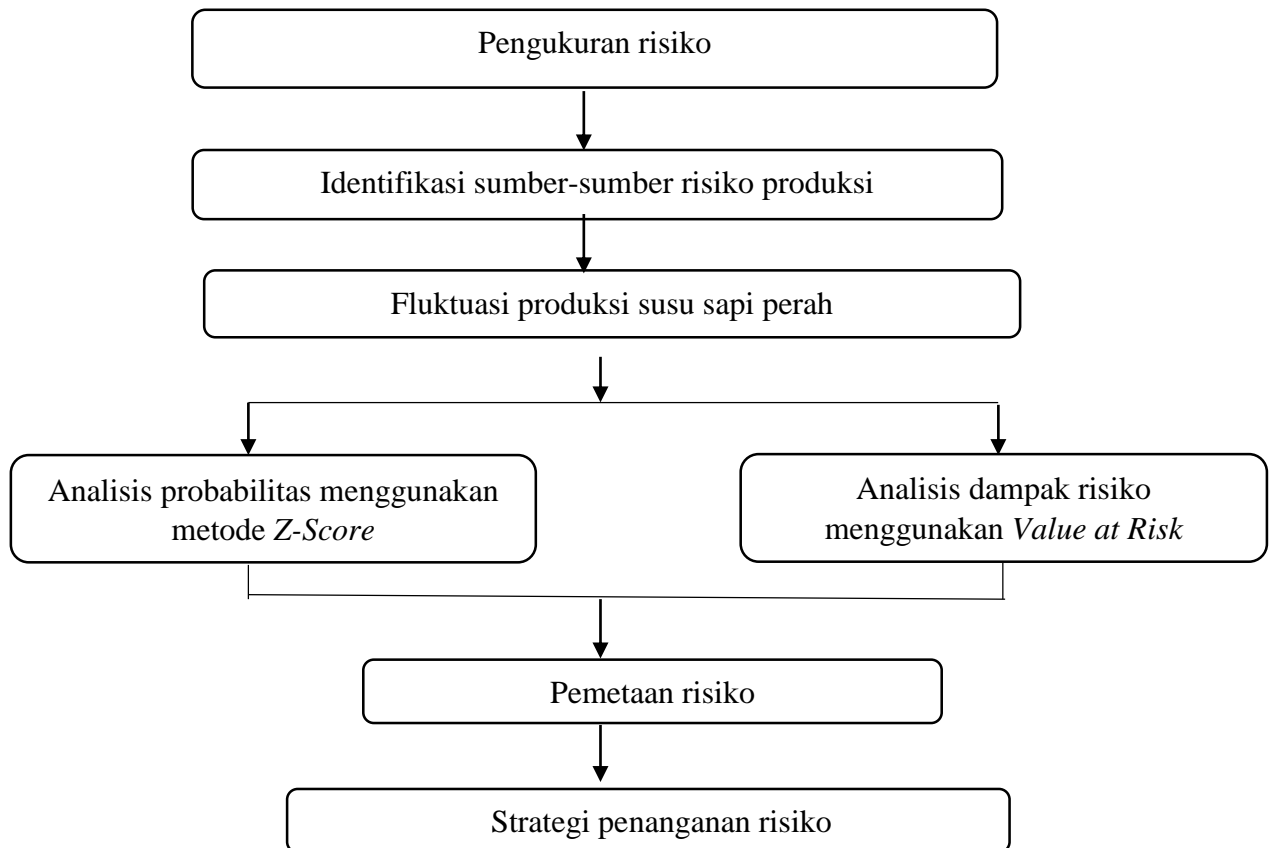 Pengukuran risiko
Identifikasi sumber-sumber risiko produksi
Fluktuasi produksi susu sapi perah
Analisis probabilitas menggunakan
metode Z-Score
Analisis dampak risiko
menggunakan Value at Risk
Pemetaan risiko
Strategi penanganan risiko